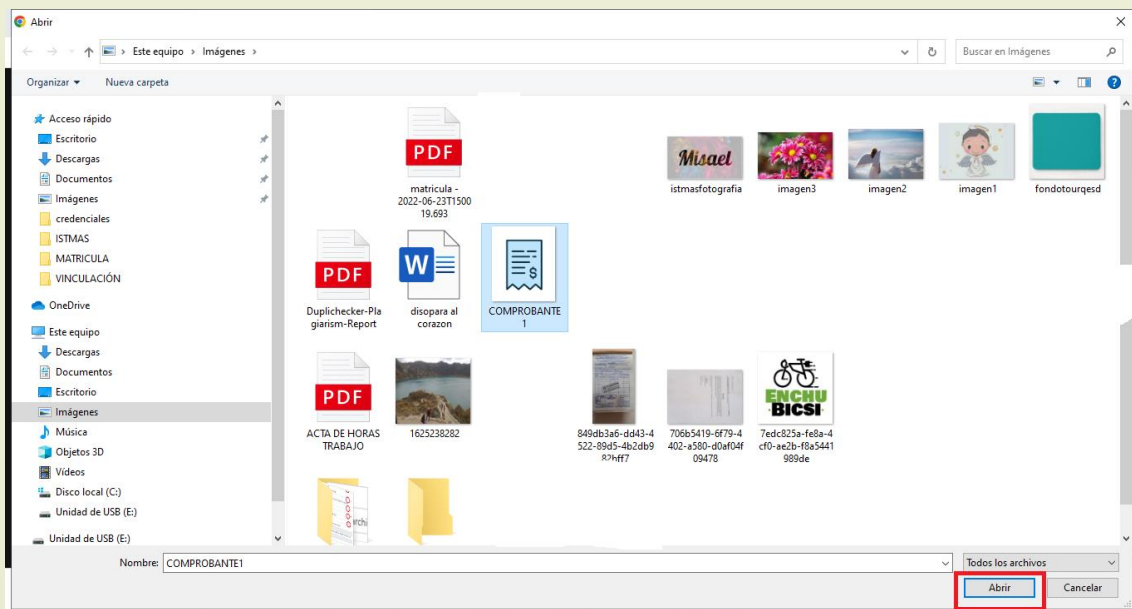 Abrir
Este equipo › Imágenes ›
Buscar en Imágenes
Organizar
Nueva carpeta
Acceso rápido
Escritorio
Descargas
Documentos
Imágenes
credenciales
ISTMAS
MATRICULA
VINCULACIÓN
OneDrive
Este equipo
Descargas
Documentos
Escritorio
Imágenes
Música
Objetos 3D
Vídeos
Disco local (C:)
Unidad de USB (E:)
Unidad de USB (E:)
PDF
matricula -
2022-06-23T1500
19.693
Misael
istmasfotografia
imagen3
imagen2
imagen1
fondotourqesd
PDF
Duplichecker-Pla
giarism-Report
W
disopara al
corazon
$
COMPROBANTE
1
PDF
ACTA DE HORAS
TRABAJO
1625238282
849db3a6-dd43-4
522-89d5-4b2db9
82bff7
706b5419-6f79-4
402-a580-d0af04f
09478
ENCHU
BICSI
7edc825a-fe8a-4
cf0-ae2b-f8a5441
989de
Nombre:
COMPROBANTE1
Todos los archivos
Abrir
Cancelar